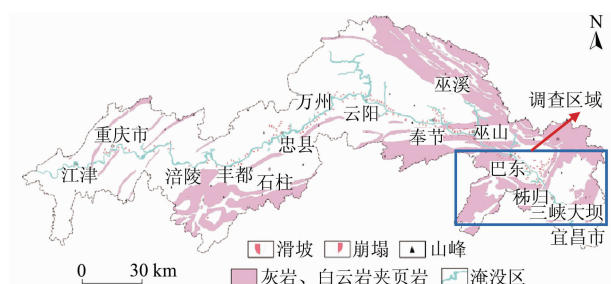 N
巫溪
调查区域
万州
云阳
重庆市
奉节
巫山
忠县
江津
涪陵
丰都
石柱
巴东
秭归
三峡大坝
宜昌市
滑坡
崩塌
山峰
0 30 km
灰岩、白云岩夹页岩
淹没区